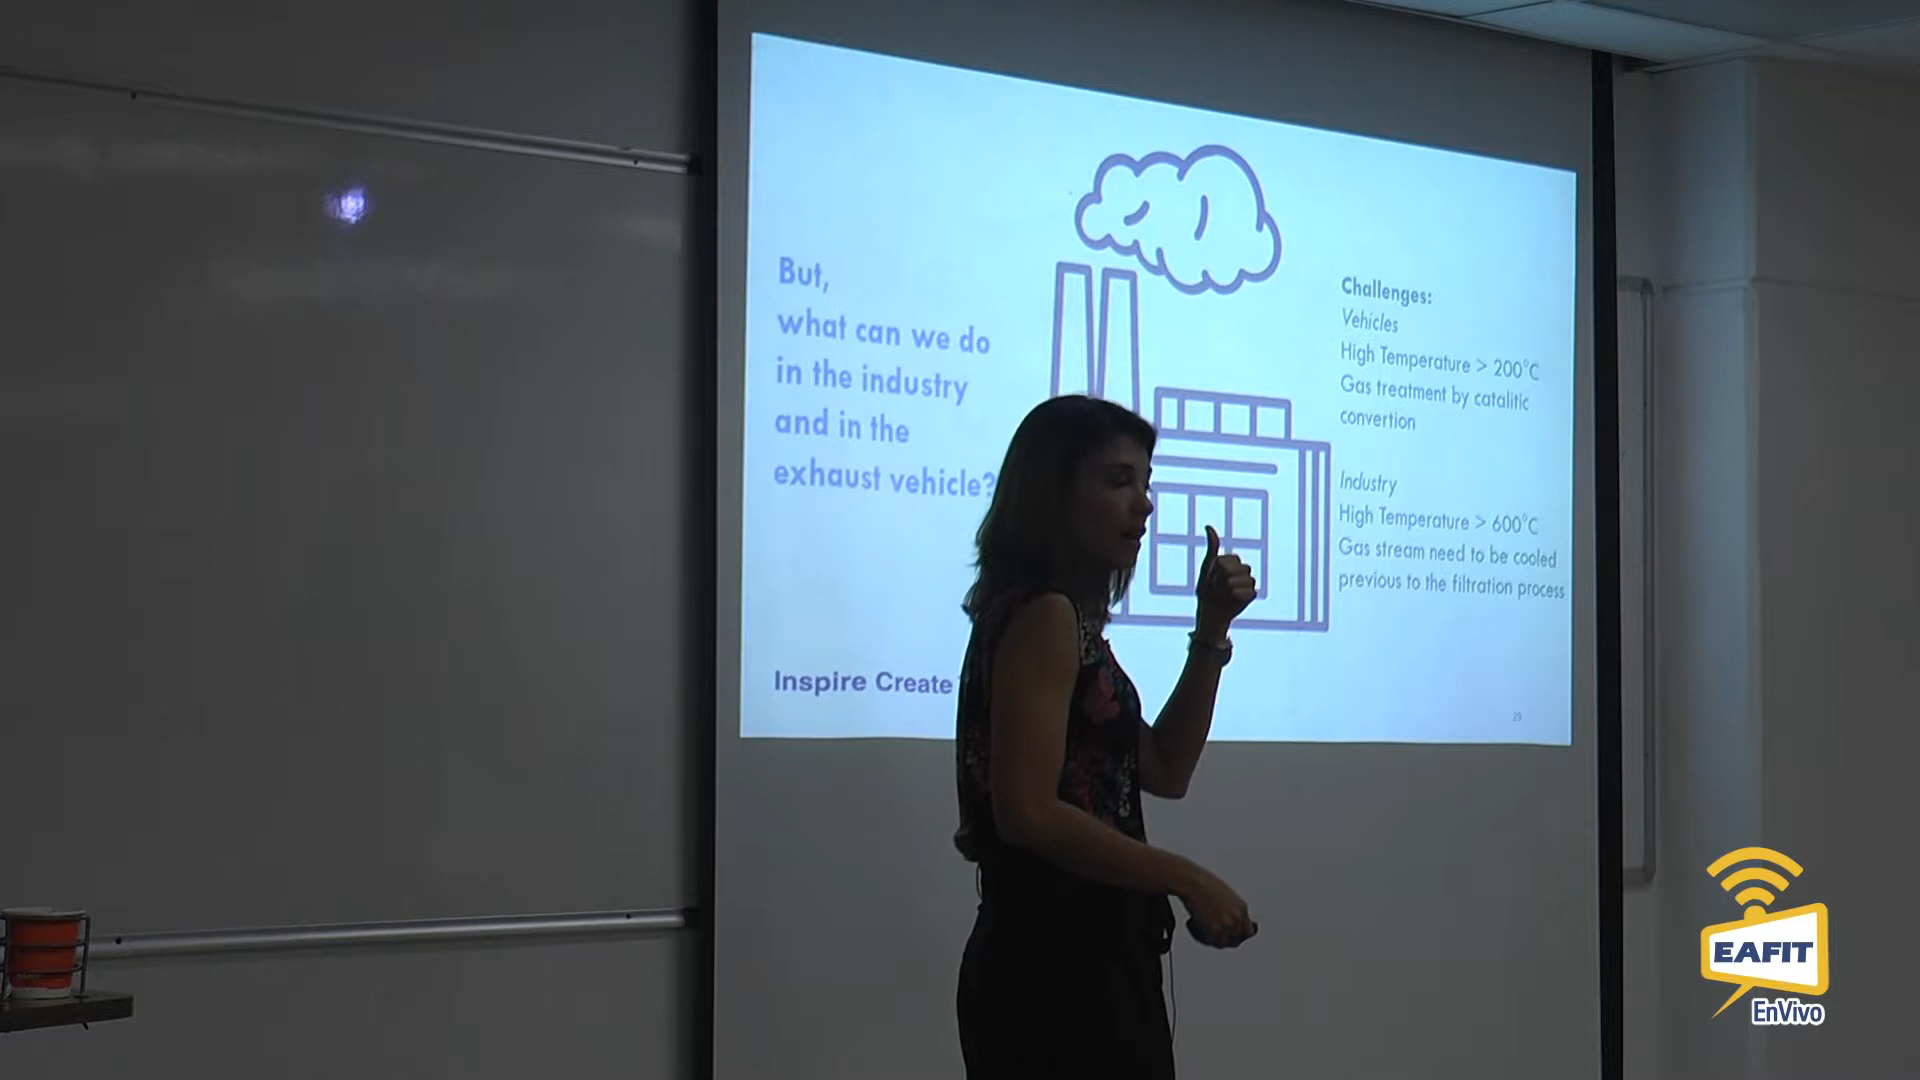 But,
what can we do
in the industry
and in the
exhaust vehicle?
Challenges:
Vehicles
High Temperature > 200°C
Gas treatment by catalitic
convertion
Industry
High Temperature > 600°C
Gas stream need to be cooled
previous to the filtration process
Inspire Create
29
EAFIT
EnVivo